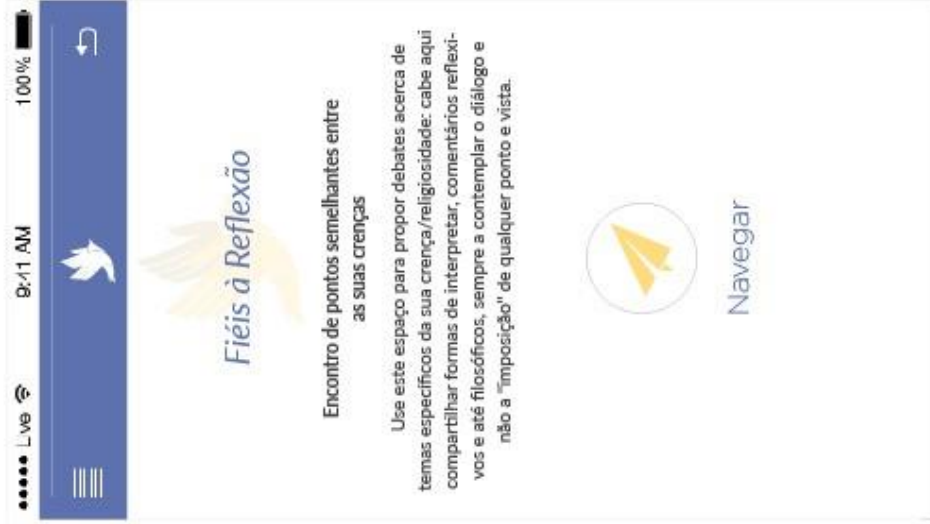 Live 9:41 AM 100%
Fiéis à Reflexão
Encontro de pontos semelhantes entre
as suas crenças
Use este espaço para propor debates acerca de
temas específicos da sua crença/religiosidade: cabe aqui
compartilhar formas de interpretar, comentários reflexi-
vos e até filosóficos, sempre a contemplar o diálogo e
não a "imposição" de qualquer ponto e vista.
Navegar